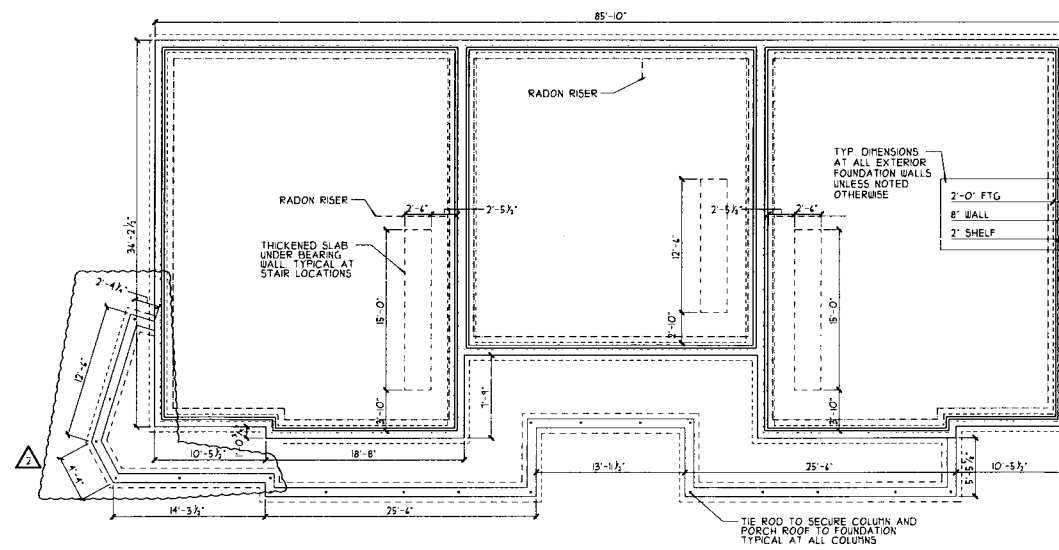 85'-10"
RADON RISER
TYP. DIMENSIONS
AT ALL EXTERIOR
FOUNDATION WALLS
UNLESS NOTED
OTHERWISE
2'-0" FTG
8" WALL
2" SHELF
34'-2½"
RADON RISER
2'-6"
2'-5½"
2'-5½"
2'-6"
THICKENED SLAB
UNDER BEARING
WALL. TYPICAL AT
STAIR LOCATIONS
12'-6"
15'-0"
15'-0"
2'-4¼"
12'-6"
7'-9"
3'-10"
3'-10"
10'-5½"
18'-8"
13'-11½"
25'-6"
5'-5½"
10'-5½"
2
4'-4"
14'-3½"
25'-6"
TIE ROD TO SECURE COLUMN AND
PORCH ROOF TO FOUNDATION
TYPICAL AT ALL COLUMNS